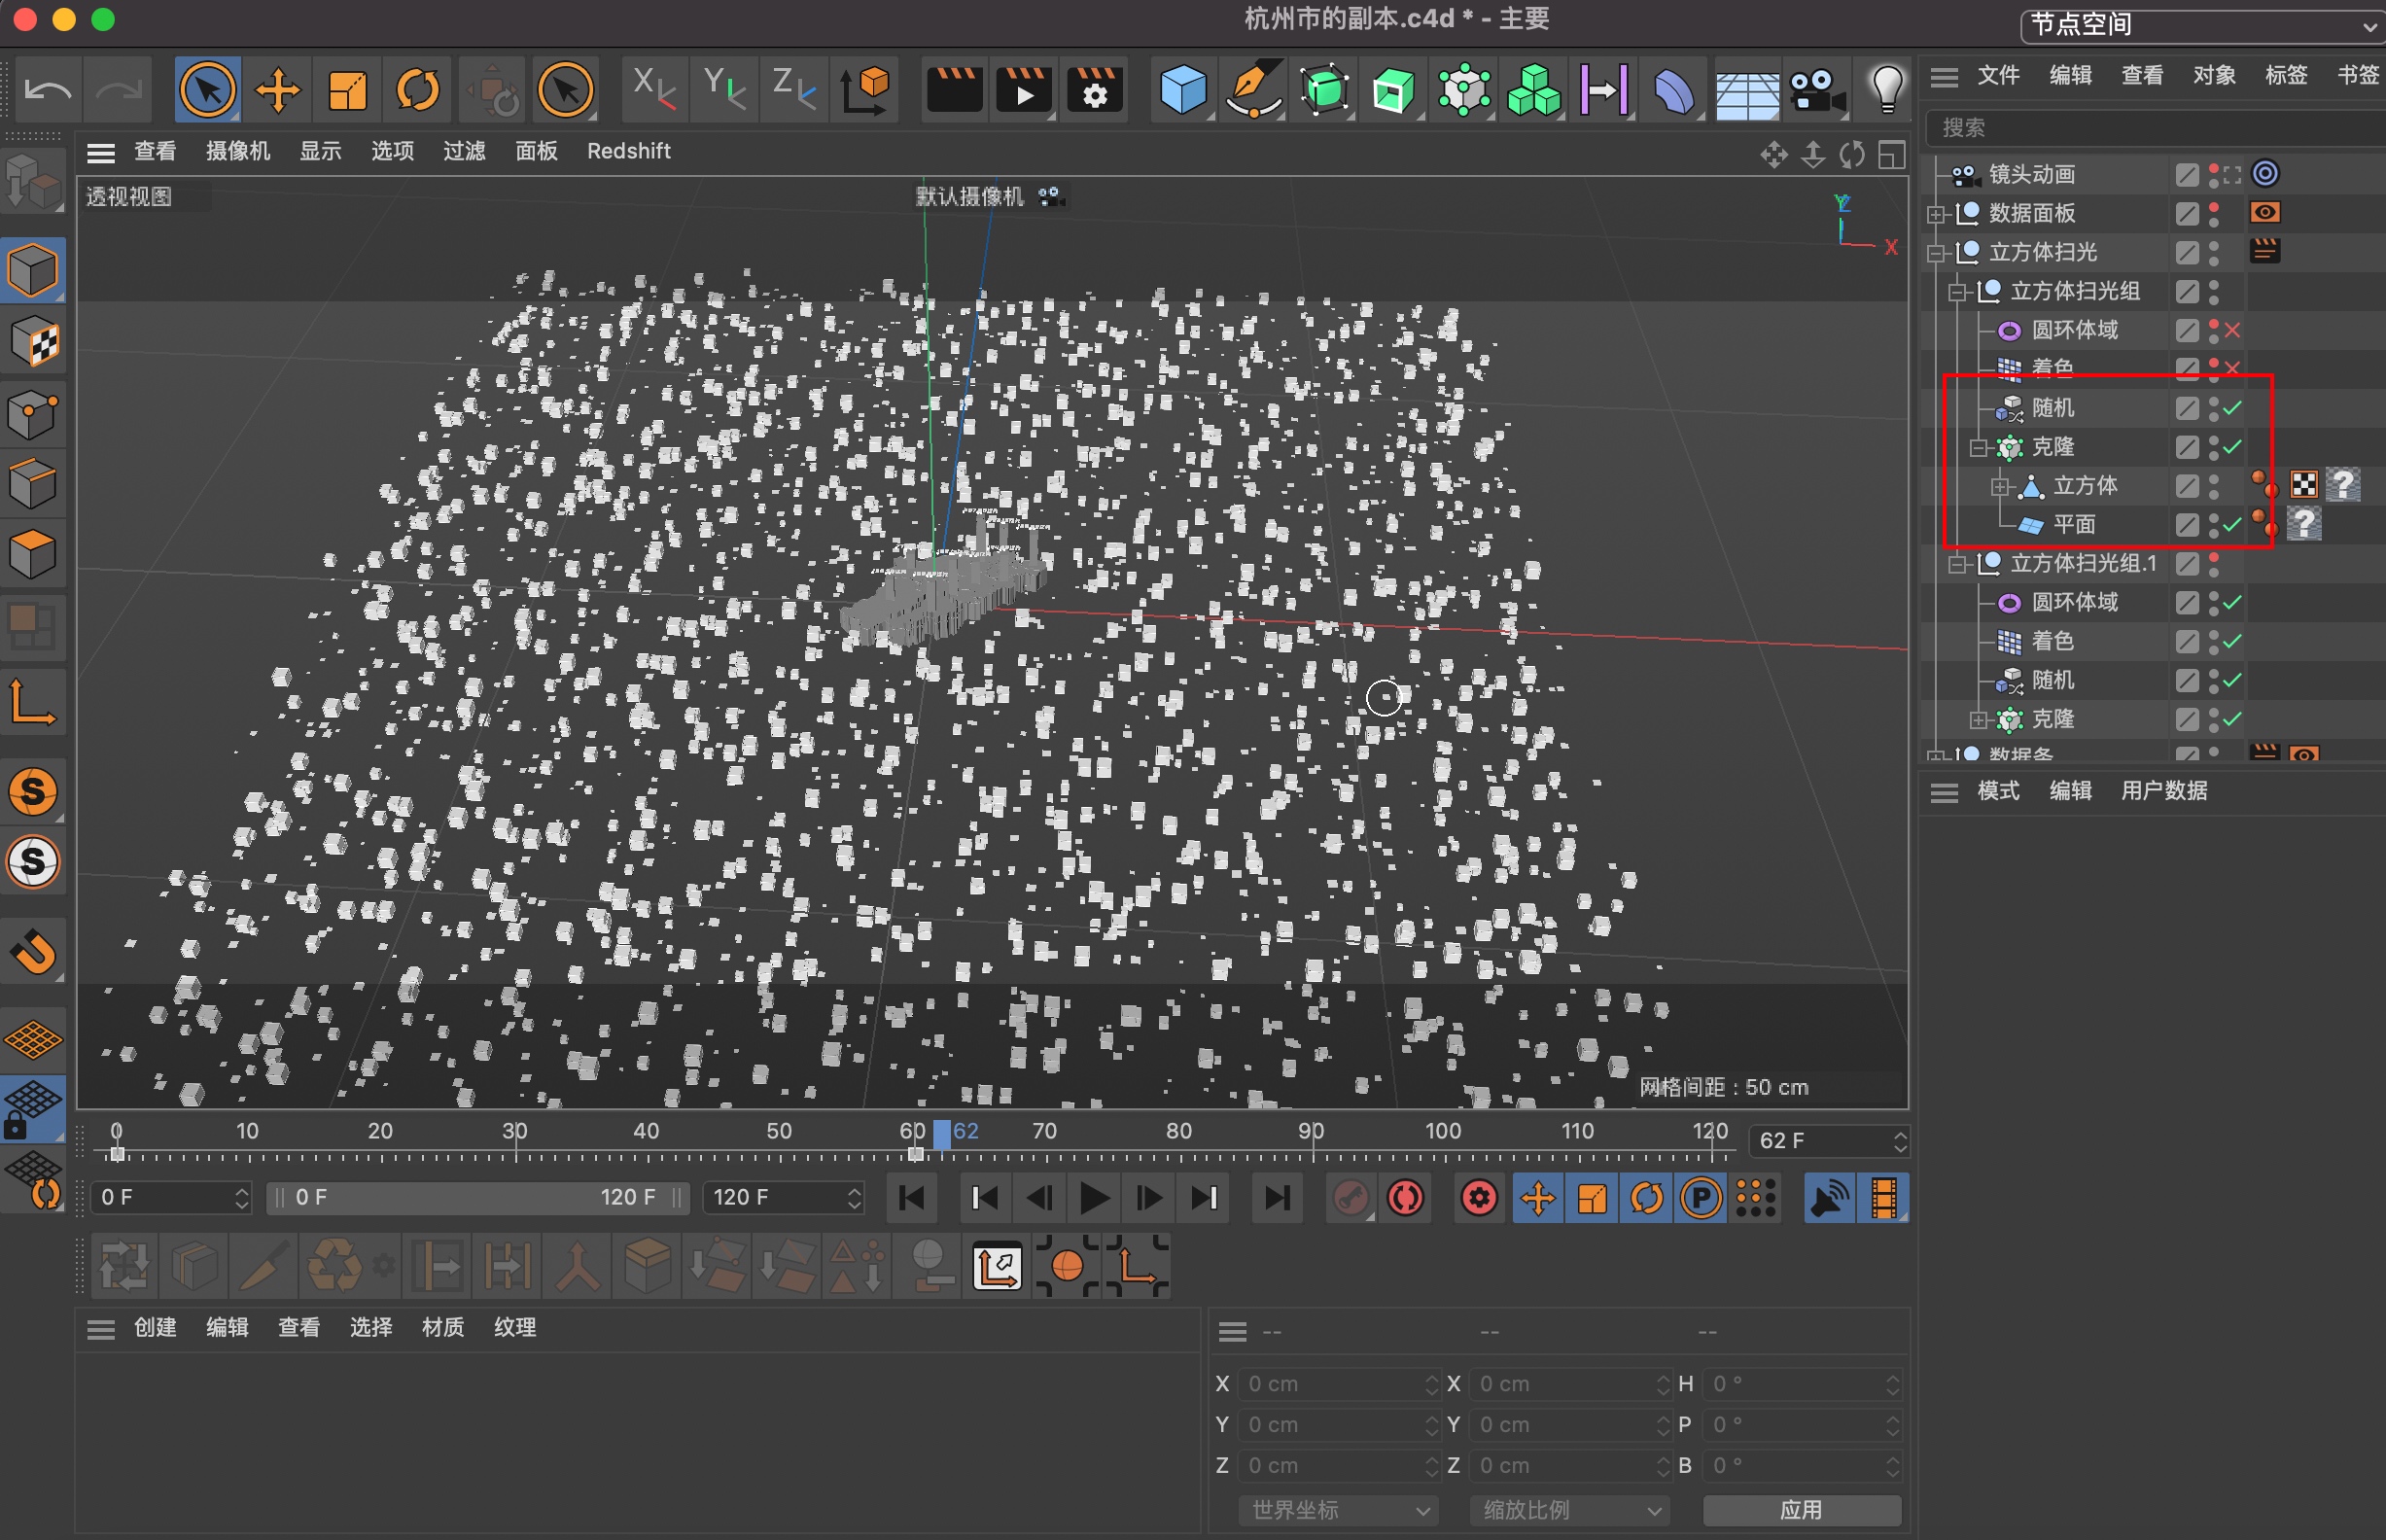 杭州市的副本.c4d * - 主要
节点空间
X
Y
Z
文件 编辑 查看 对象 标签 书签
搜索
查看 摄像机 显示 选项 过滤 面板 Redshift
透视视图
默认摄像机
Y
Z
X
镜头动画
数据面板
立方体扫光
立方体扫光组
圆环体域
着色
随机
克隆
立方体
?
平面
?
立方体扫光组.1
圆环体域
着色
随机
克隆
数据条
模式 编辑 用户数据
S
S
网格间距 : 50 cm
0 10 20 30 40 50 60 62 70 80 90 100 110 120
62 F
0 F
0 F 120 F
120 F
P
创建 编辑 查看 选择 材质 纹理
-- -- --
X 0 cm X 0 cm H 0 °
Y 0 cm Y 0 cm P 0 °
Z 0 cm Z 0 cm B 0 °
世界坐标 缩放比例 应用